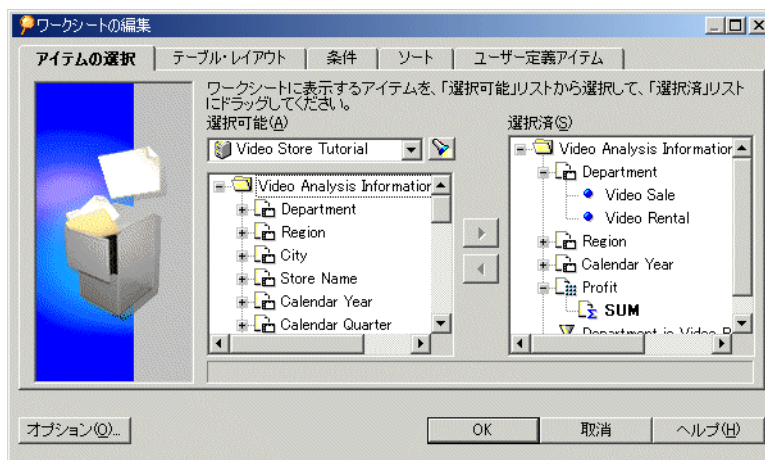 ワークシートの編集
アイテムの選択
テーブル・レイアウト
条件
ソート
ユーザー定義アイテム
ワークシートに表示するアイテムを、「選択可能」リストから選択して、「選択済」リスト
にドラッグしてください。
選択可能(A)
Video Store Tutorial
Video Analysis Information
Department
Region
City
Store Name
Calendar Year
Calendar Quarter
選択済(S)
Video Analysis Information
Department
Video Sale
Video Rental
Region
Calendar Year
Profit
SUM
Department is Video R
オプション(O)...
OK
取消
ヘルプ(H)